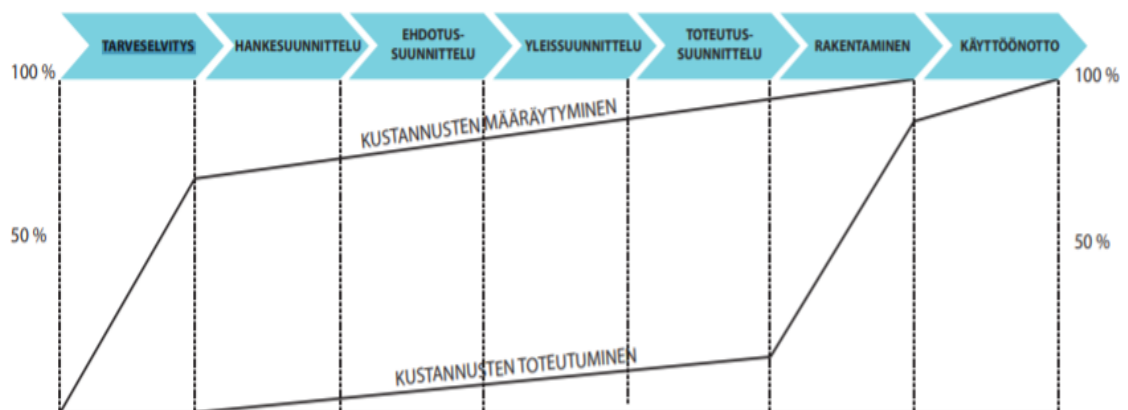 TARVESELVITYS
HANKESUUNNITTELU
EHDOTUS-
SUUNNITTELU
YLEISSUUNNITTELU
TOTEUTUS-
SUUNNITTELU
RAKENTAMINEN
KÄYTTÖÖNOTTO
100 %
100 %
KUSTANNUSTEN MÄÄRÄYTYMINEN
50 %
50 %
KUSTANNUSTEN TOTEUTUMINEN